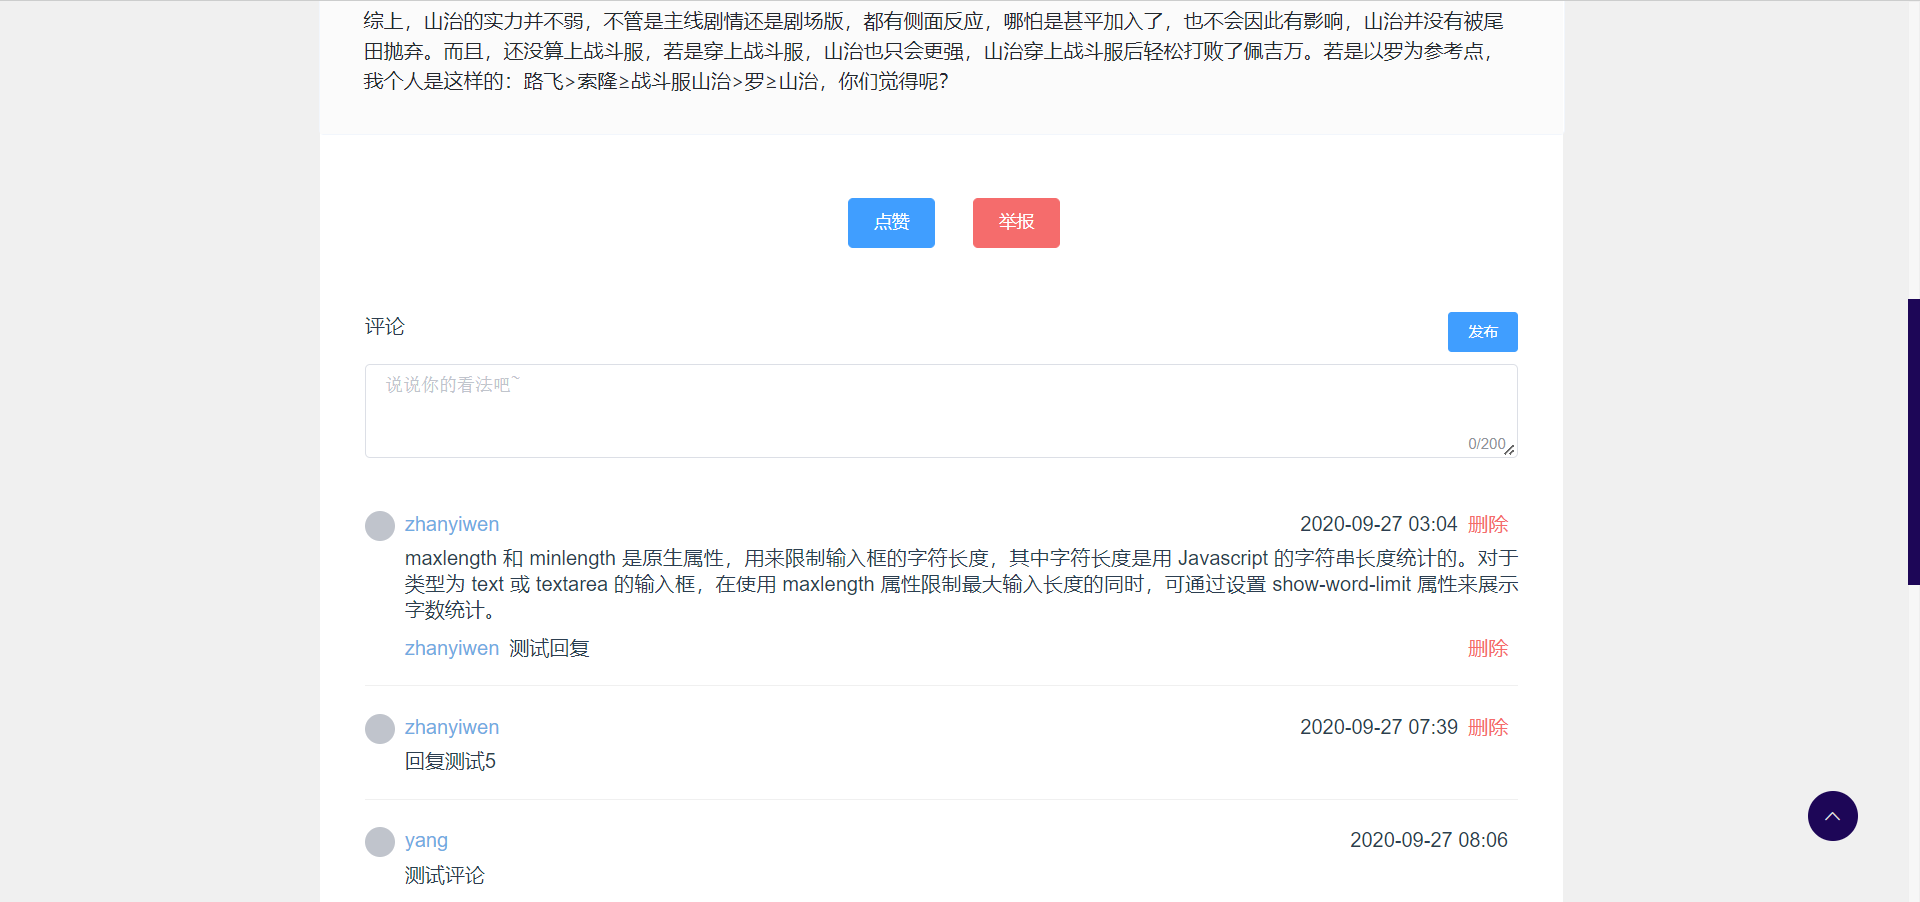 综上，山治的实力并不弱，不管是主线剧情还是剧场版，都有侧面反应，哪怕是甚平加入了，也不会因此有影响，山治并没有被尾
田抛弃。而且，还没算上战斗服，若是穿上战斗服，山治也只会更强，山治穿上战斗服后轻松打败了佩吉万。若是以罗为参考点，
我个人是这样的：路飞>索隆≥战斗服山治>罗≥山治，你们觉得呢？
点赞 举报
评论 发布
说说你的看法吧~
0/200
zhanyiwen 2020-09-27 03:04 删除
maxlength 和 minlength 是原生属性，用来限制输入框的字符长度，其中字符长度是用 Javascript 的字符串长度统计的。对于
类型为 text 或 textarea 的输入框，在使用 maxlength 属性限制最大输入长度的同时，可通过设置 show-word-limit 属性来展示
字数统计。
zhanyiwen 测试回复 删除
zhanyiwen 2020-09-27 07:39 删除
回复测试5
yang 2020-09-27 08:06
测试评论